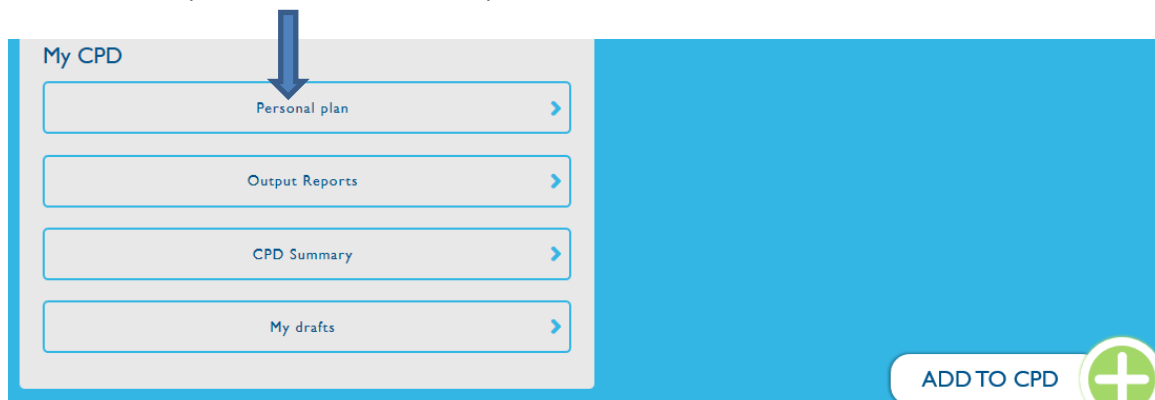 My CPD
Personal plan
Output Reports
CPD Summary
My drafts
ADD TO CPD